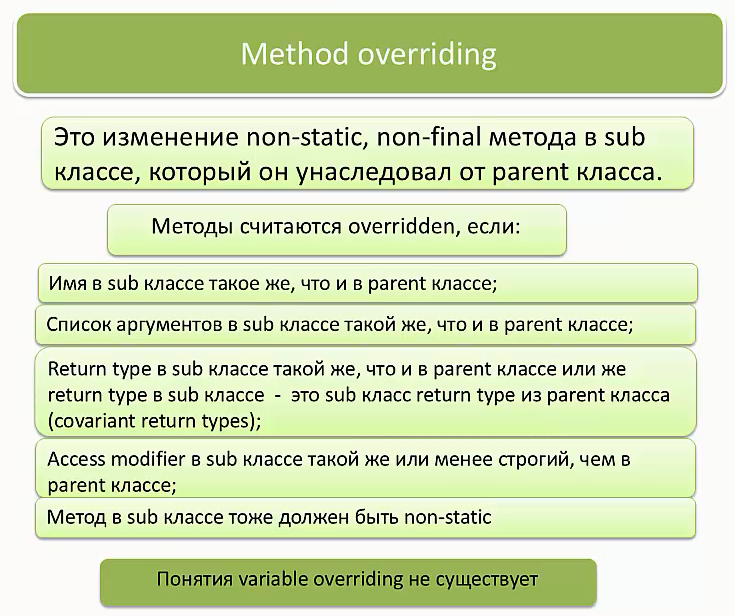 Method overriding
Это изменение non-static, non-final метода в sub
классе, который он унаследовал от parent класса.
Методы считаются overridden, если:
Имя в sub классе такое же, что и в parent классе;
Список аргументов в sub классе такой же, что и в parent классе;
Return type в sub классе такой же, что и в parent классе или же
return type в sub классе - это sub класс return type из parent класса
(covariant return types);
Access modifier в sub классе такой же или менее строгий, чем в
parent классе;
Метод в sub классе тоже должен быть non-static
Понятия variable overriding не существует